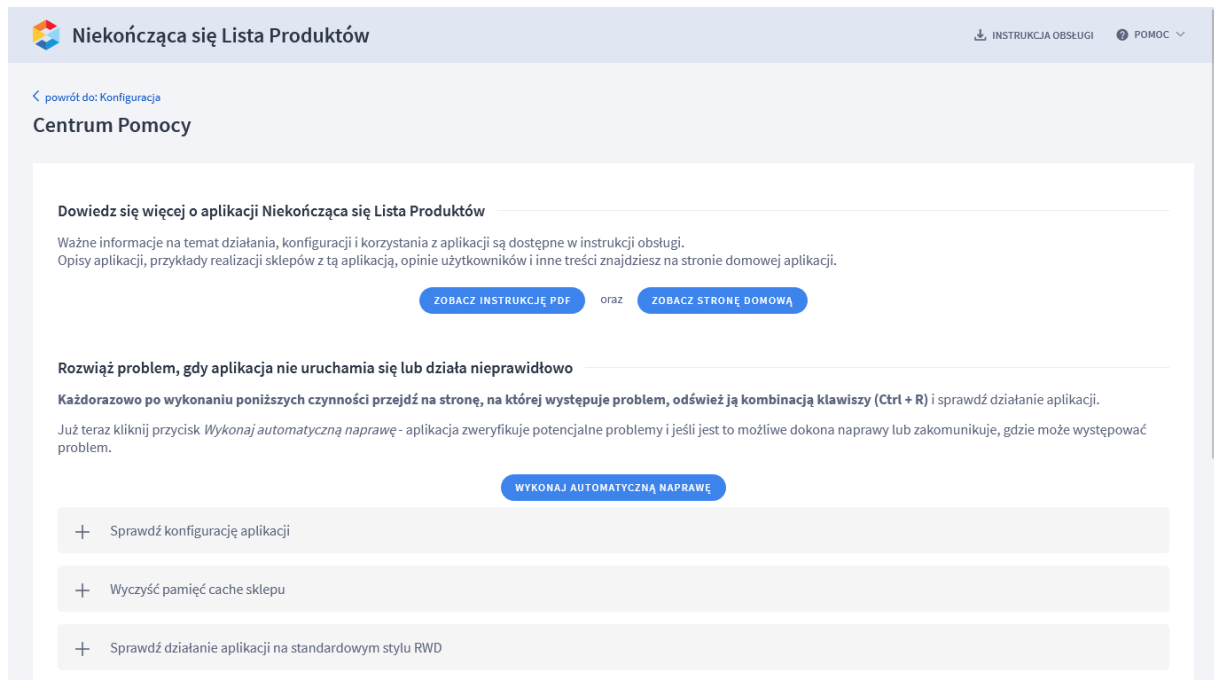 Niekończąca się Lista Produktów
INSTRUKCJA OBSŁUGI
POMOC
powrót do: Konfiguracja
Centrum Pomocy
Dowiedz się więcej o aplikacji Niekończąca się Lista Produktów
Ważne informacje na temat działania, konfiguracji i korzystania z aplikacji są dostępne w instrukcji obsługi.
Opisy aplikacji, przykłady realizacji sklepów z tą aplikacją, opinie użytkowników i inne treści znajdziesz na stronie domowej aplikacji.
ZOBACZ INSTRUKCJĘ PDF oraz ZOBACZ STRONĘ DOMOWĄ
Rozwiąż problem, gdy aplikacja nie uruchamia się lub działa nieprawidłowo
Każdorazowo po wykonaniu poniższych czynności przejdź na stronę, na której występuje problem, odśwież ją kombinacją klawiszy (Ctrl + R) i sprawdź działanie aplikacji.
Już teraz kliknij przycisk Wykonaj automatyczną naprawę - aplikacja zweryfikuje potencjalne problemy i jeśli jest to możliwe dokona naprawy lub zakomunikuje, gdzie może występować
problem.
WYKONAJ AUTOMATYCZNĄ NAPRAWĘ
Sprawdź konfigurację aplikacji
Wyczyść pamięć cache sklepu
Sprawdź działanie aplikacji na standardowym stylu RWD